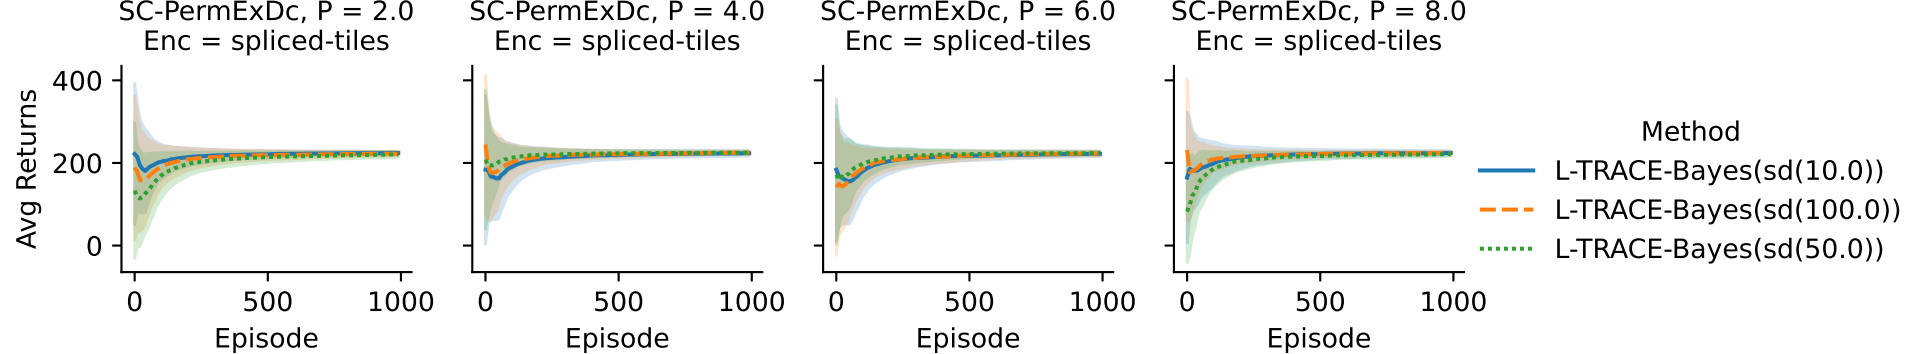 SC-PermExDc, P = 2.0
Enc = spliced-tiles
SC-PermExDc, P = 4.0
Enc = spliced-tiles
SC-PermExDc, P = 6.0
Enc = spliced-tiles
SC-PermExDc, P = 8.0
Enc = spliced-tiles
Avg Returns
400
200
0
0 500 1000
Episode
0 500 1000
Episode
0 500 1000
Episode
0 500 1000
Episode
Method
L-TRACE-Bayes(sd(10.0))
L-TRACE-Bayes(sd(100.0))
L-TRACE-Bayes(sd(50.0))